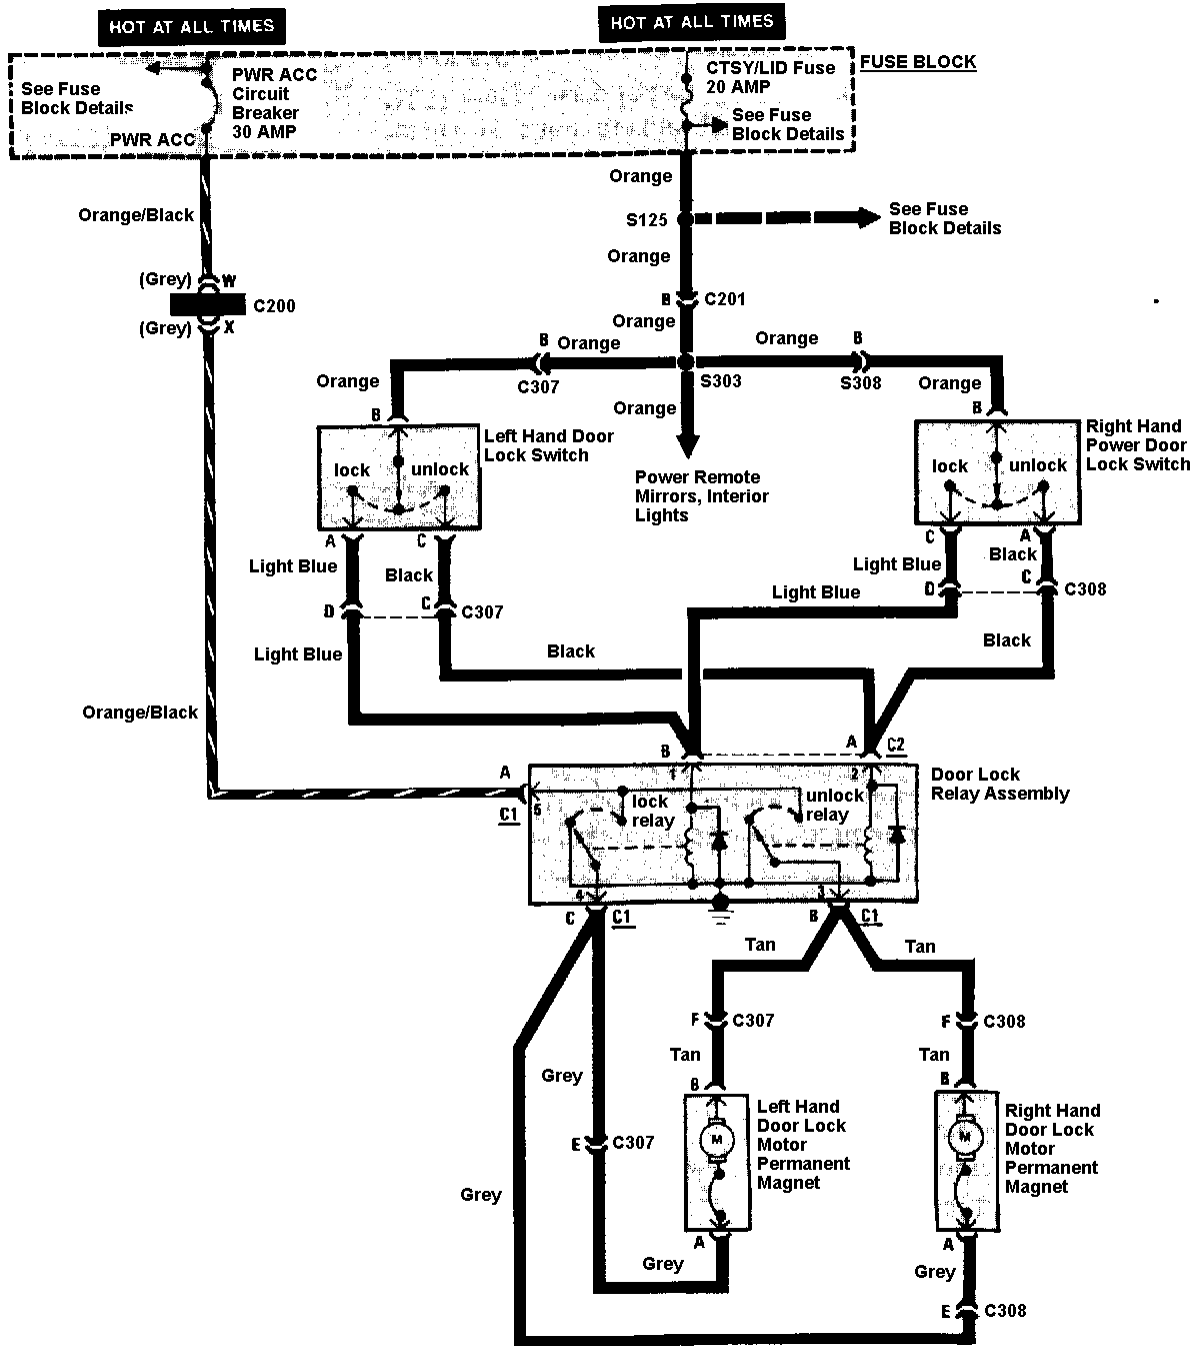 HOT AT ALL TIMES
HOT AT ALL TIMES
FUSE BLOCK
See Fuse
Block Details
PWR ACC
Circuit
Breaker
30 AMP
PWR ACC
CTSY/LID Fuse
20 AMP
See Fuse
Block Details
Orange
Orange/Black
S125
See Fuse
Block Details
Orange
(Grey)
W
C200
(Grey)
X
B
C201
Orange
B
Orange
Orange
B
C307
S303
S308
Orange
Orange
Orange
B
B
Left Hand Door
Lock Switch
lock
unlock
Power Remote
Mirrors, Interior
Lights
Right Hand
Power Door
Lock Switch
lock
unlock
A
C
C
A
Light Blue
Black
Light Blue
Black
D
C
C307
D
C
C308
Light Blue
Light Blue
Black
Black
Orange/Black
B
A
C2
1
2
Door Lock
Relay Assembly
A
C1
5
lock
relay
unlock
relay
4
3
C
C1
B
C1
Tan
Tan
F
C307
F
C308
Tan
Tan
Grey
B
B
M
M
Left Hand
Door Lock
Motor
Permanent
Magnet
Right Hand
Door Lock
Motor
Permanent
Magnet
E
C307
Grey
A
A
Grey
Grey
E
C308